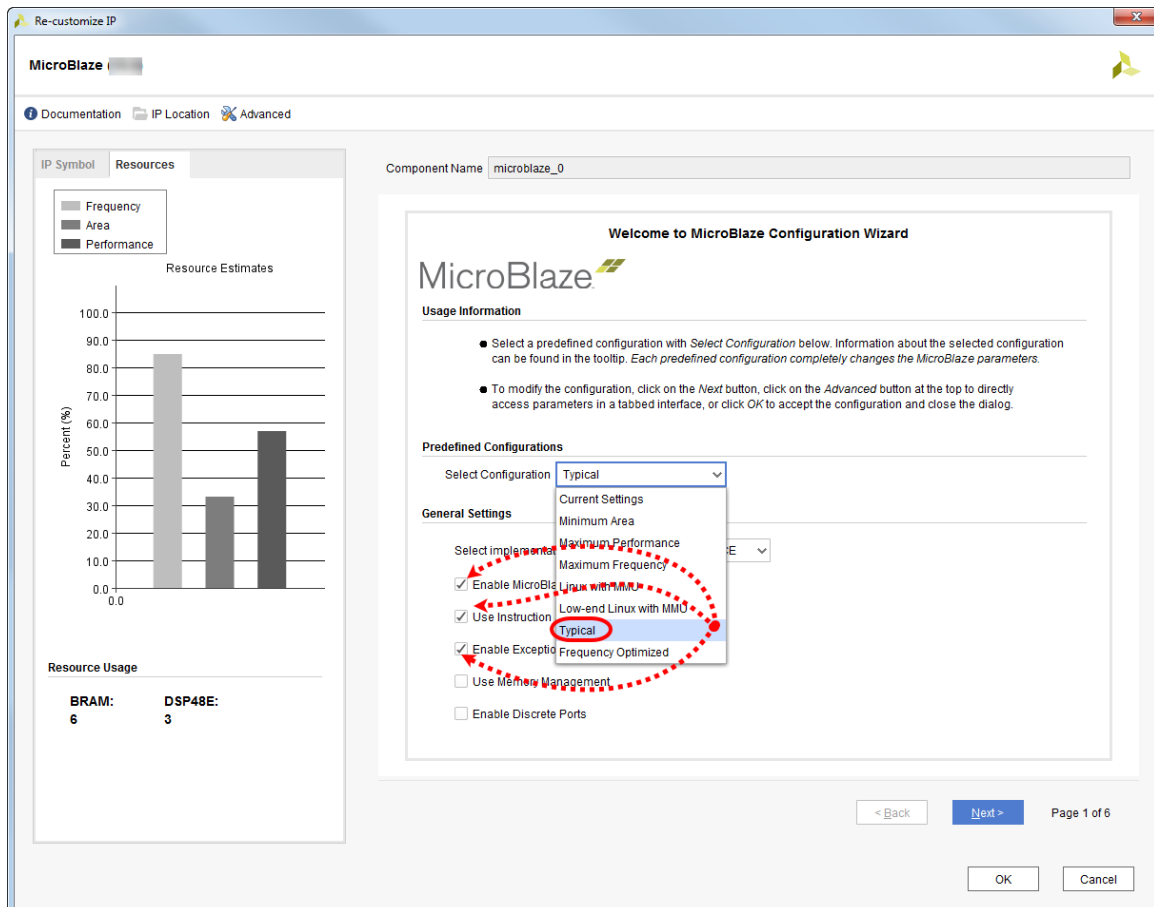 Re-customize IP
MicroBlaze
Documentation IP Location Advanced
IP Symbol Resources
Frequency
Area
Performance
Resource Estimates
100.0
90.0
80.0
70.0
60.0
50.0
40.0
30.0
20.0
10.0
0.0
0.0
Percent (%)
Resource Usage
BRAM: DSP48E:
6 3
Component Name microblaze_0
Welcome to MicroBlaze Configuration Wizard
MicroBlaze
Usage Information
Select a predefined configuration with Select Configuration below. Information about the selected configuration
can be found in the tooltip. Each predefined configuration completely changes the MicroBlaze parameters.
To modify the configuration, click on the Next button, click on the Advanced button at the top to directly
access parameters in a tabbed interface, or click OK to accept the configuration and close the dialog.
Predefined Configurations
Select Configuration Typical
Current Settings
General Settings
Minimum Area
Maximum Performance
Select
Maximum Frequency
Enable
Linux with MMU
Low-end Linux with MMU
Use Instruction
Typical
Enable
Frequency Optimized
Use Memory Management
Enable Discrete Ports
< Back Next > Page 1 of 6
OK Cancel